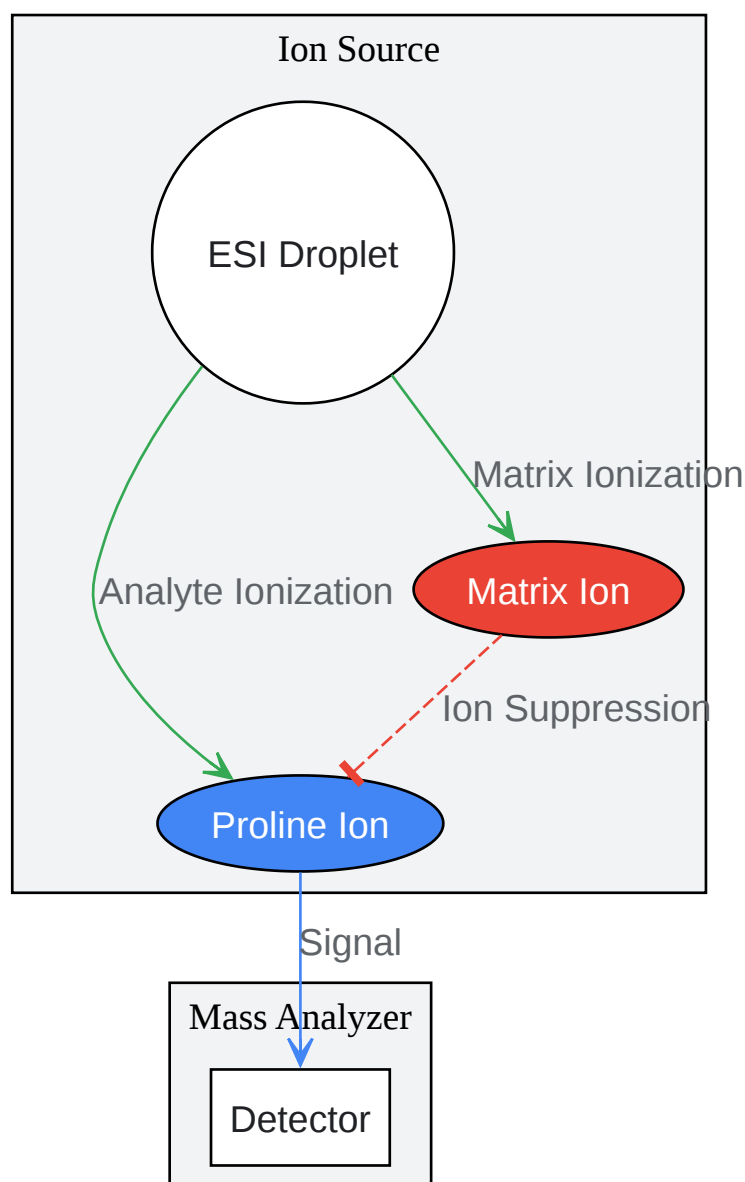 Ion Source
ESI Droplet
Matrix Ionization
Analyte Ionization
Matrix Ion
Ion Suppression
Proline Ion
Signal
Mass Analyzer
Detector